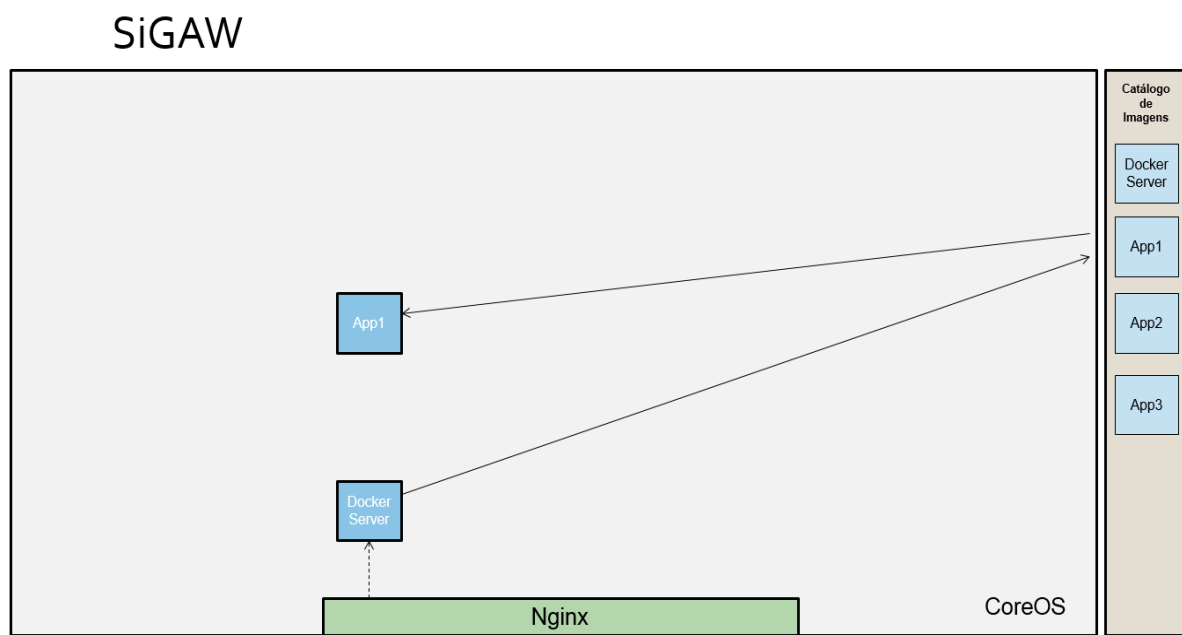 SiGAW
Catálogo
de
Imagens
Docker
Server
App1
App2
App3
App1
Docker
Server
Nginx
CoreOS